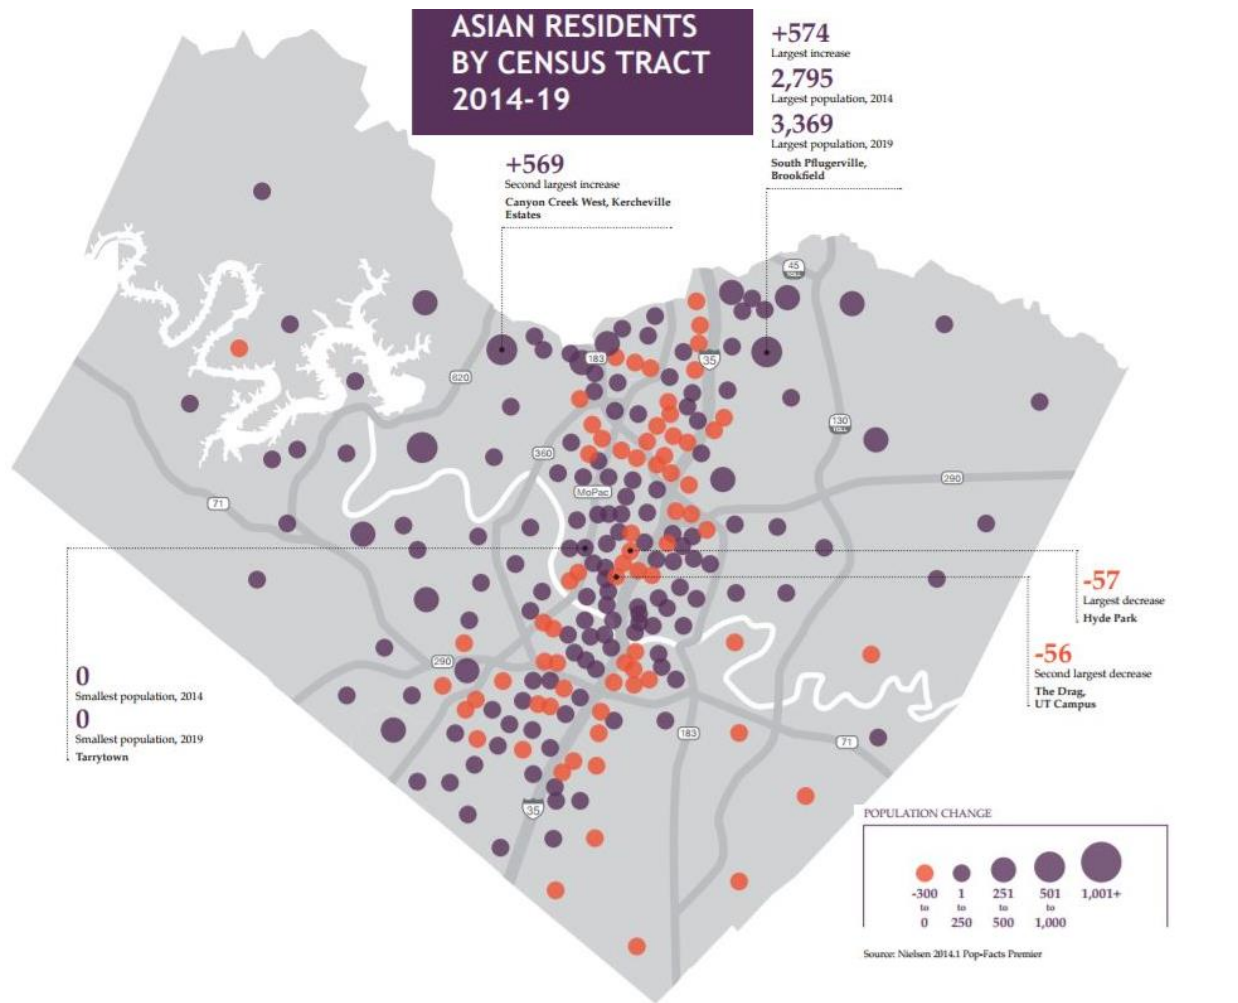 ASIAN RESIDENTS
BY CENSUS TRACT
2014-19
+574
Largest increase
2,795
Largest population, 2014
3,369
Largest population, 2019
South Pflugerville,
Brookfield
+569
Second largest increase
Canyon Creek West, Kercheville
Estates
45
TOLL
183
35
620
130
TOLL
360
290
MoPac
71
-57
Largest decrease
Hyde Park
-56
Second largest decrease
The Drag,
UT Campus
290
0
Smallest population, 2014
0
Smallest population, 2019
Tarrytown
183
71
35
POPULATION CHANGE
-300 1 251 501 1,001+
to to to to
0 250 500 1,000
Source: Nielsen 2014.1 Pop-Facts Premier